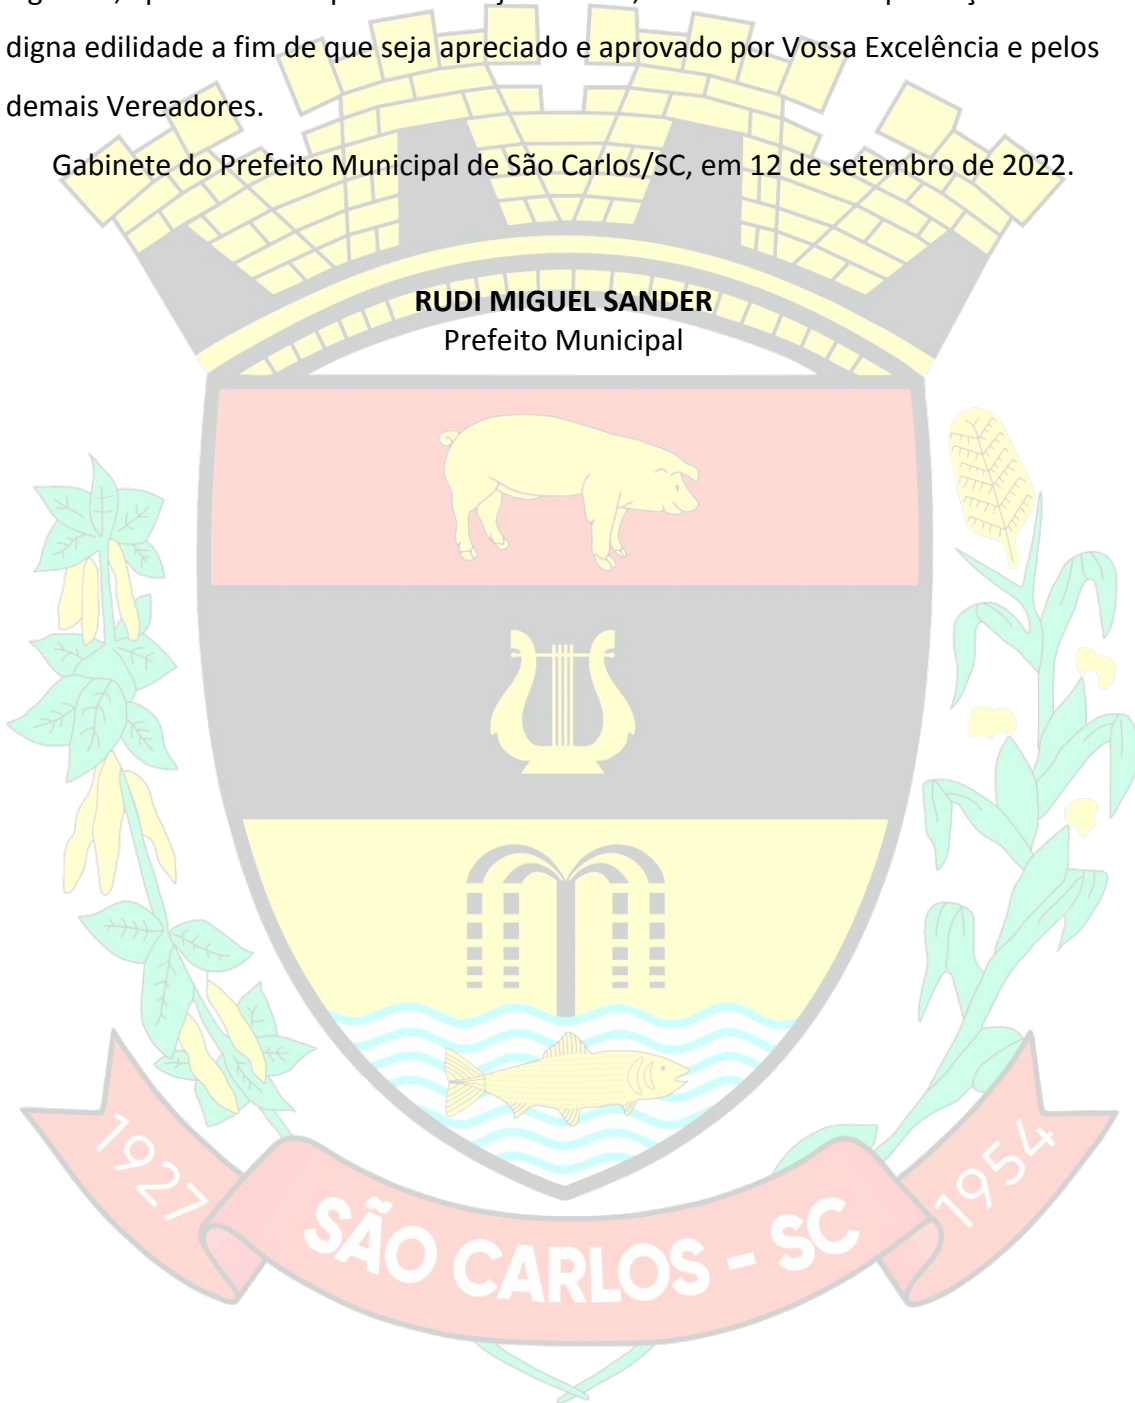 digna edilidade a fim de que seja apreciado e aprovado por Vossa Excelência e pelos
demais Vereadores.
Gabinete do Prefeito Municipal de São Carlos/SC, em 12 de setembro de 2022.
RUDI MIGUEL SANDER
Prefeito Municipal
1927
SÃO CARLOS - SC
1954